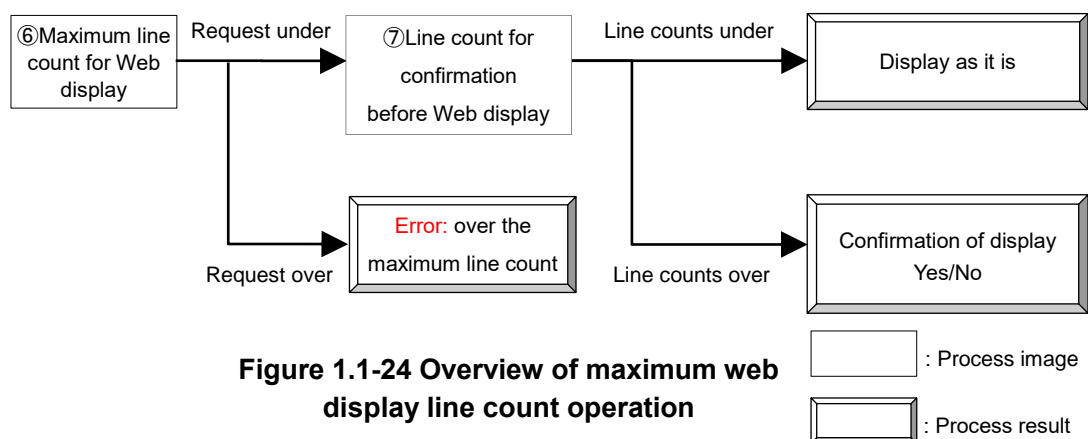 ⑥Maximum line
count for Web
display
Request under
⑦Line count for
confirmation
before Web display
Line counts under
Display as it is
Request over
Error: over the
maximum line count
Line counts over
Confirmation of display
Yes/No
Figure 1.1-24 Overview of maximum web
display line count operation
: Process image
: Process result